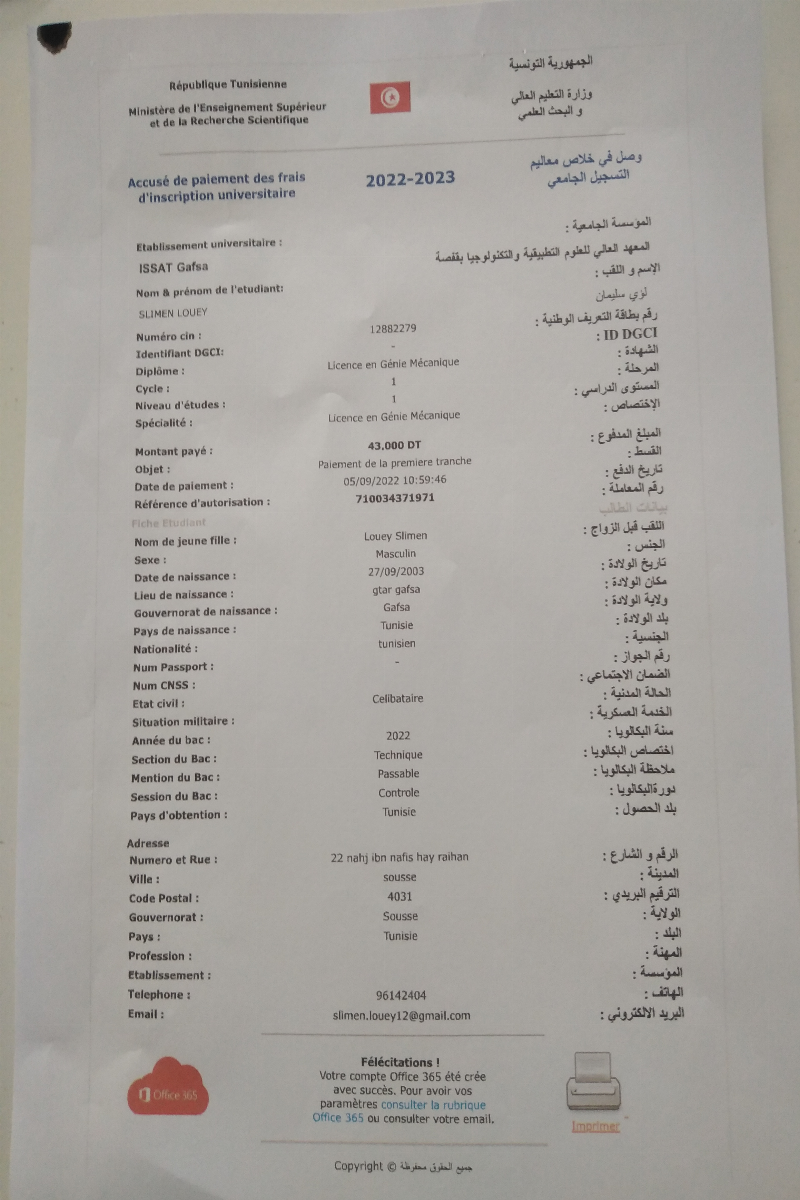 République Tunisienne
Ministère de l'Enseignement Supérieur
et de la Recherche Scientifique
الجمهورية التونسية
وزارة التعليم العالي
و البحث العلمي
Accusé de paiement des frais
d'inscription universitaire
2022-2023
وصل في خلاص معاليم
التسجيل الجامعي
Etablissement universitaire : المؤسسة الجامعية :
ISSAT Gafsa المعهد العالي للعلوم التطبيقية والتكنولوجيا بقفصة
Nom & prénom de l'etudiant: الإسم و اللقب :
SLIMEN LOUEY لؤي سليمان
Numéro cin : 12882279 رقم بطاقة التعريف الوطنية :
Identifiant DGCI: - ID DGCI :
Diplôme : Licence en Génie Mécanique الشهادة :
Cycle : 1 المرحلة :
Niveau d'études : 1 المستوى الدراسي :
Spécialité : Licence en Génie Mécanique الإختصاص :
Montant payé : 43.000 DT المبلغ المدفوع :
Objet : Paiement de la premiere tranche القسط :
Date de paiement : 05/09/2022 10:59:46 تاريخ الدفع :
Référence d'autorisation : 710034371971 رقم المعاملة :
Fiche Etudiant بيانات الطالب
Nom de jeune fille : Louey Slimen اللقب قبل الزواج :
Sexe : Masculin الجنس :
Date de naissance : 27/09/2003 تاريخ الولادة :
Lieu de naissance : gtar gafsa مكان الولادة :
Gouvernorat de naissance : Gafsa ولاية الولادة :
Pays de naissance : Tunisie بلد الولادة :
Nationalité : tunisien الجنسية :
Num Passport : - رقم الجواز :
Num CNSS : الضمان الاجتماعي :
Etat civil : Celibataire الحالة المدنية :
Situation militaire : الخدمة العسكرية :
Année du bac : 2022 سنة البكالويا :
Section du Bac : Technique اختصاص البكالويا :
Mention du Bac : Passable ملاحظة البكالويا :
Session du Bac : Controle دورةالبكالويا :
Pays d'obtention : Tunisie بلد الحصول :
Adresse
Numero et Rue : 22 nahj ibn nafis hay raihan الرقم و الشارع :
Ville : sousse المدينة :
Code Postal : 4031 الترقيم البريدي :
Gouvernorat : Sousse الولاية :
Pays : Tunisie البلد :
Profession : المهنة :
Etablissement : المؤسسة :
Telephone : 96142404 الهاتف :
Email : slimen.louey12@gmail.com البريد الالكتروني :
Office 365
Félécitations !
Votre compte Office 365 été crée
avec succès. Pour avoir vos
paramètres consulter la rubrique
Office 365 ou consulter votre email.
Imprimer
Copyright © جميع الحقوق محفوظة